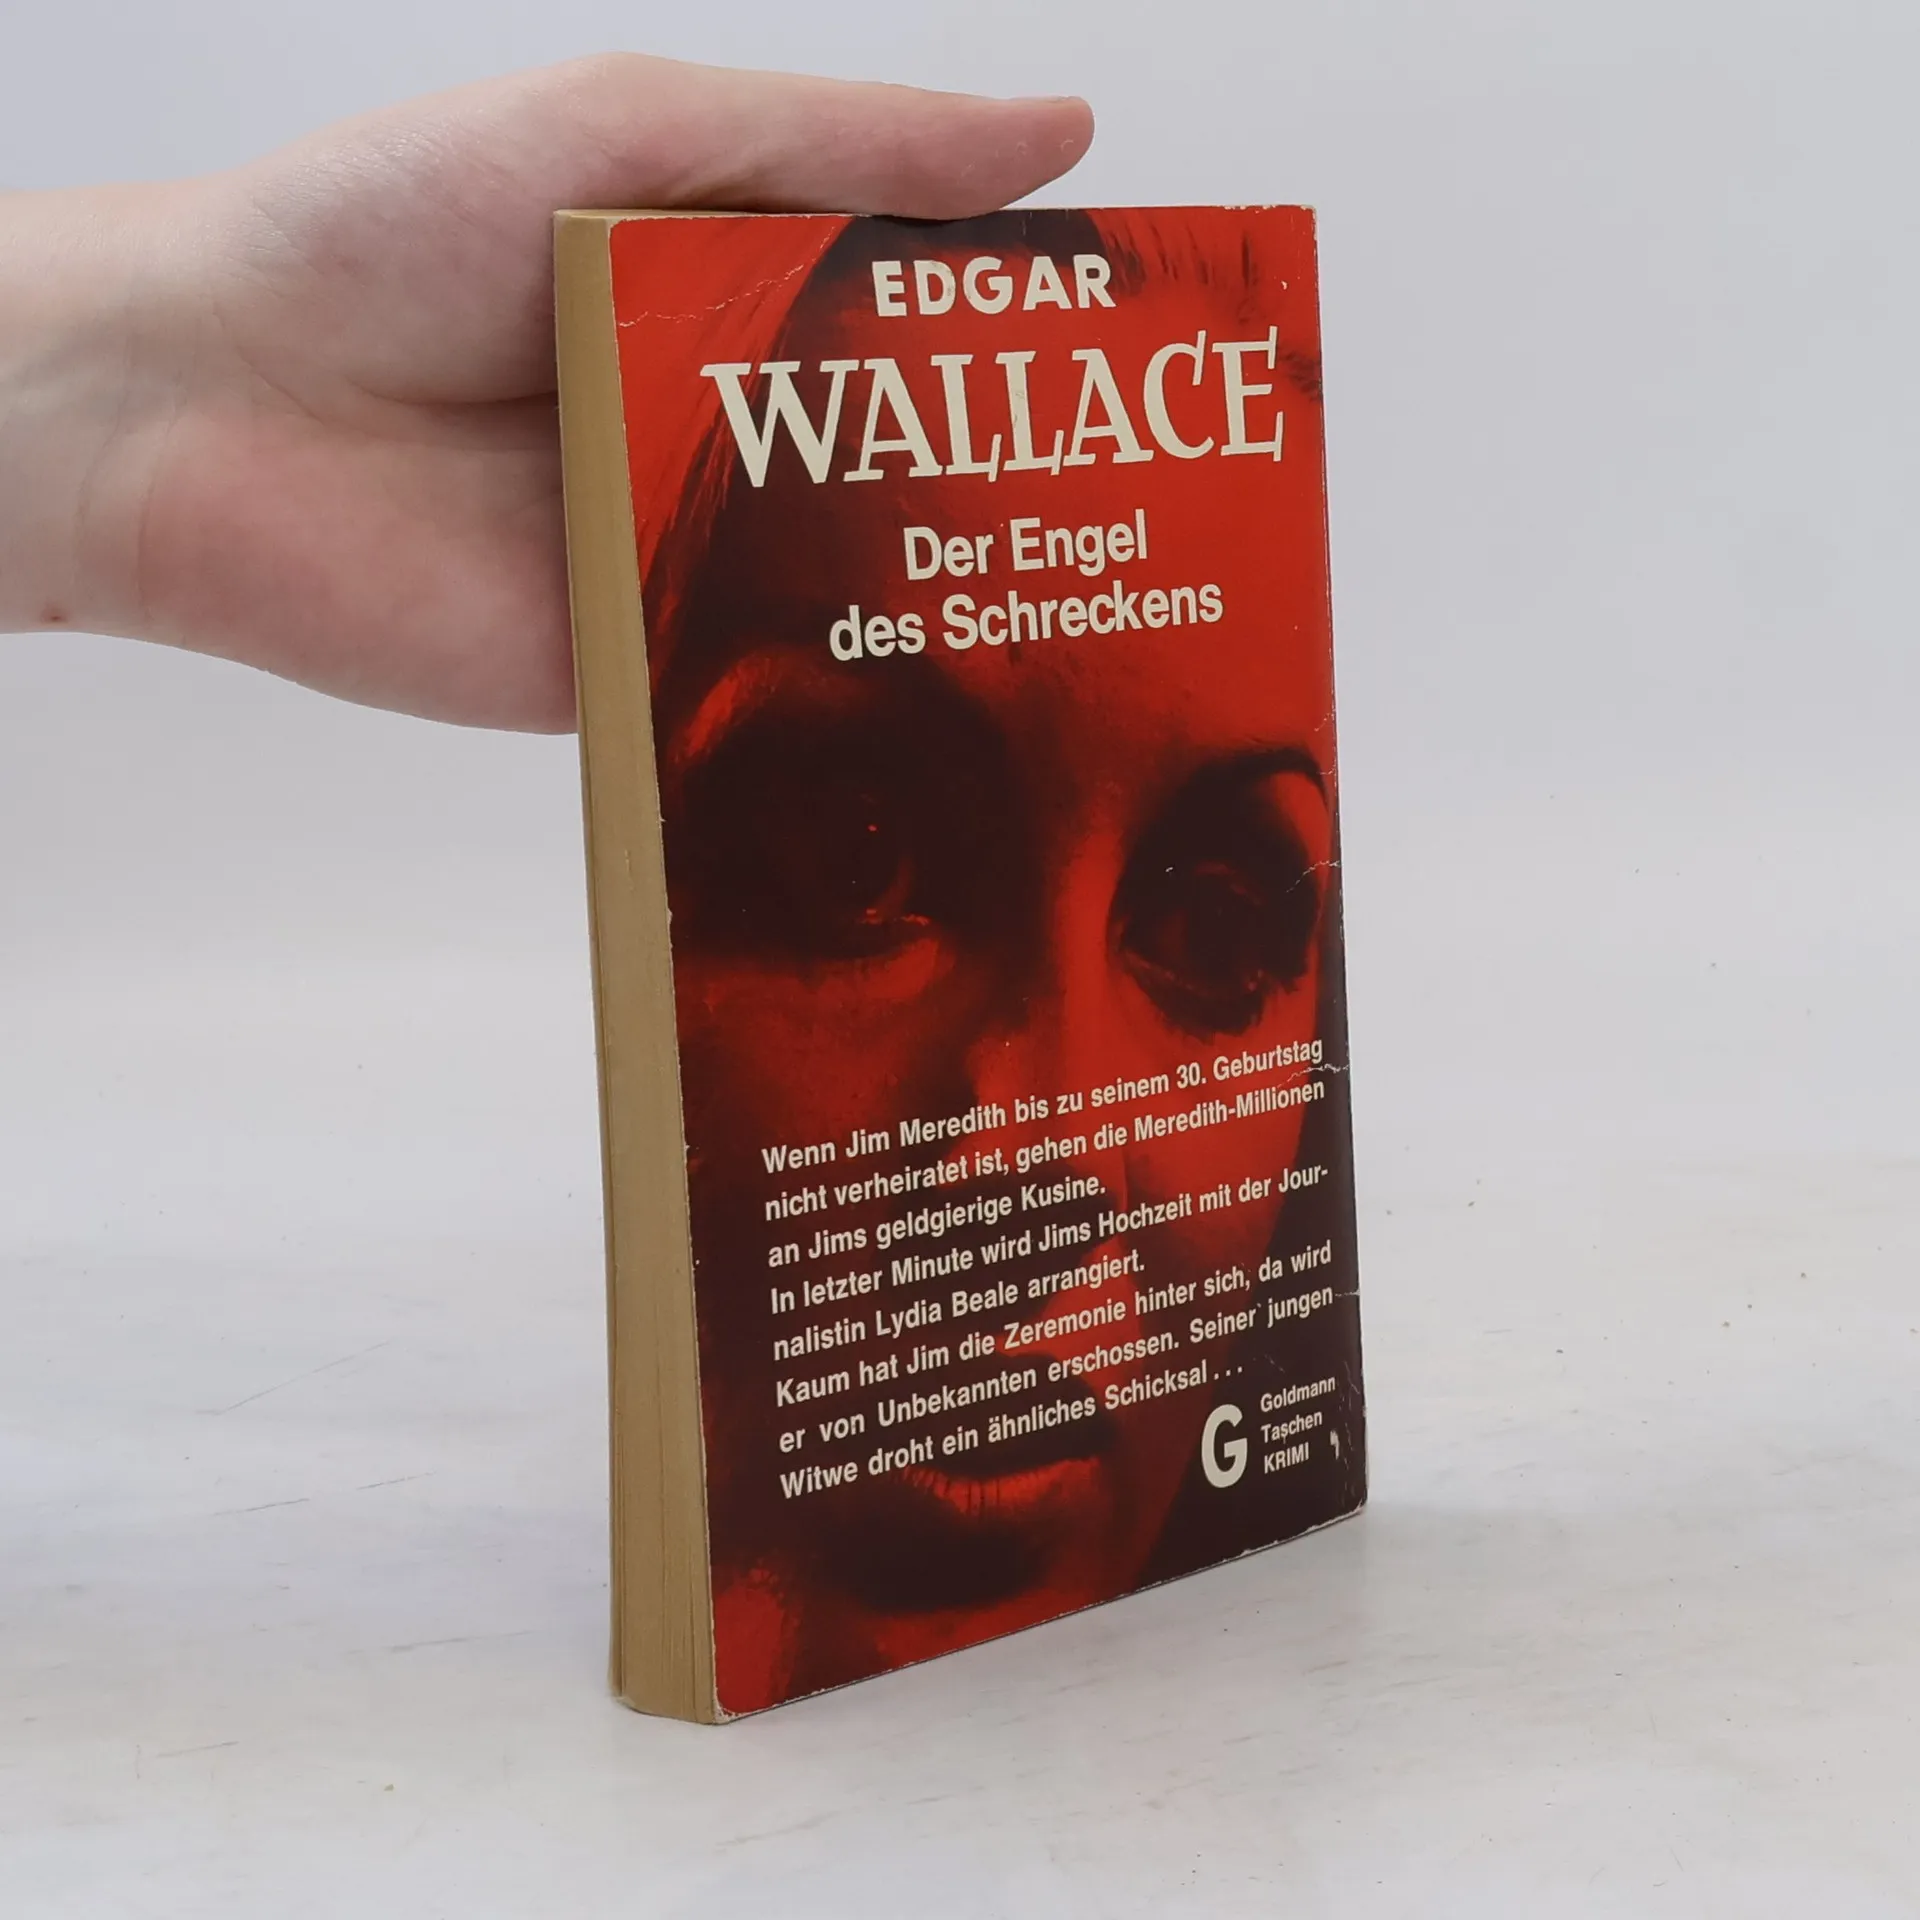 EDGAR
WALLACE
Der Engel
des Schreckens
Wenn Jim Meredith bis zu seinem 30. Geburtstag
nicht verheiratet ist, gehen die Meredith-Millionen
an Jims geldgierige Kusine.
In letzter Minute wird Jims Hochzeit mit der Jour-
nalistin Lydia Beale arrangiert.
Kaum hat Jim die Zeremonie hinter sich, da wird
er von Unbekannten erschossen. Seiner jungen
Witwe droht ein ähnliches Schicksal . . .
G
Goldmann
Taschen
KRIMI